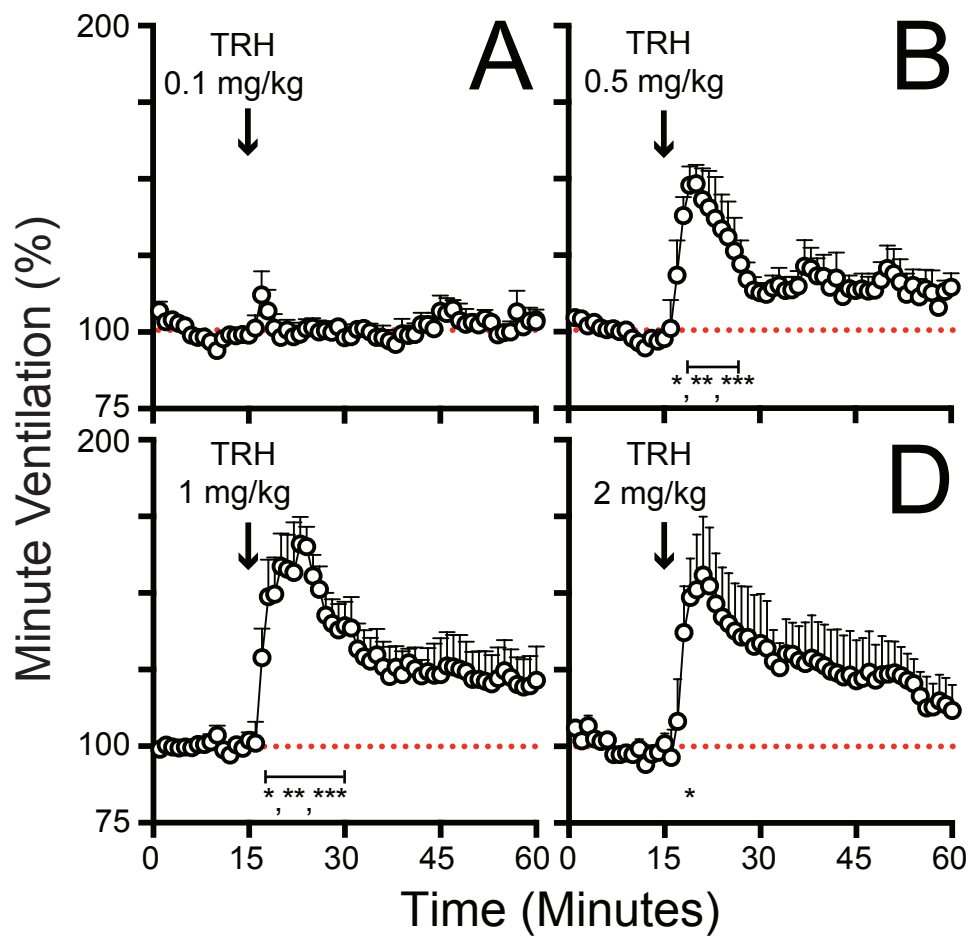 Minute Ventilation (%)
200
100
75
TRH
0.1 mg/kg
A
TRH
0.5 mg/kg
B
*,**,***
200
100
75
TRH
1 mg/kg
*,**,***
0 15 30 45 60
TRH
2 mg/kg
D
*
0 15 30 45 60
Time (Minutes)